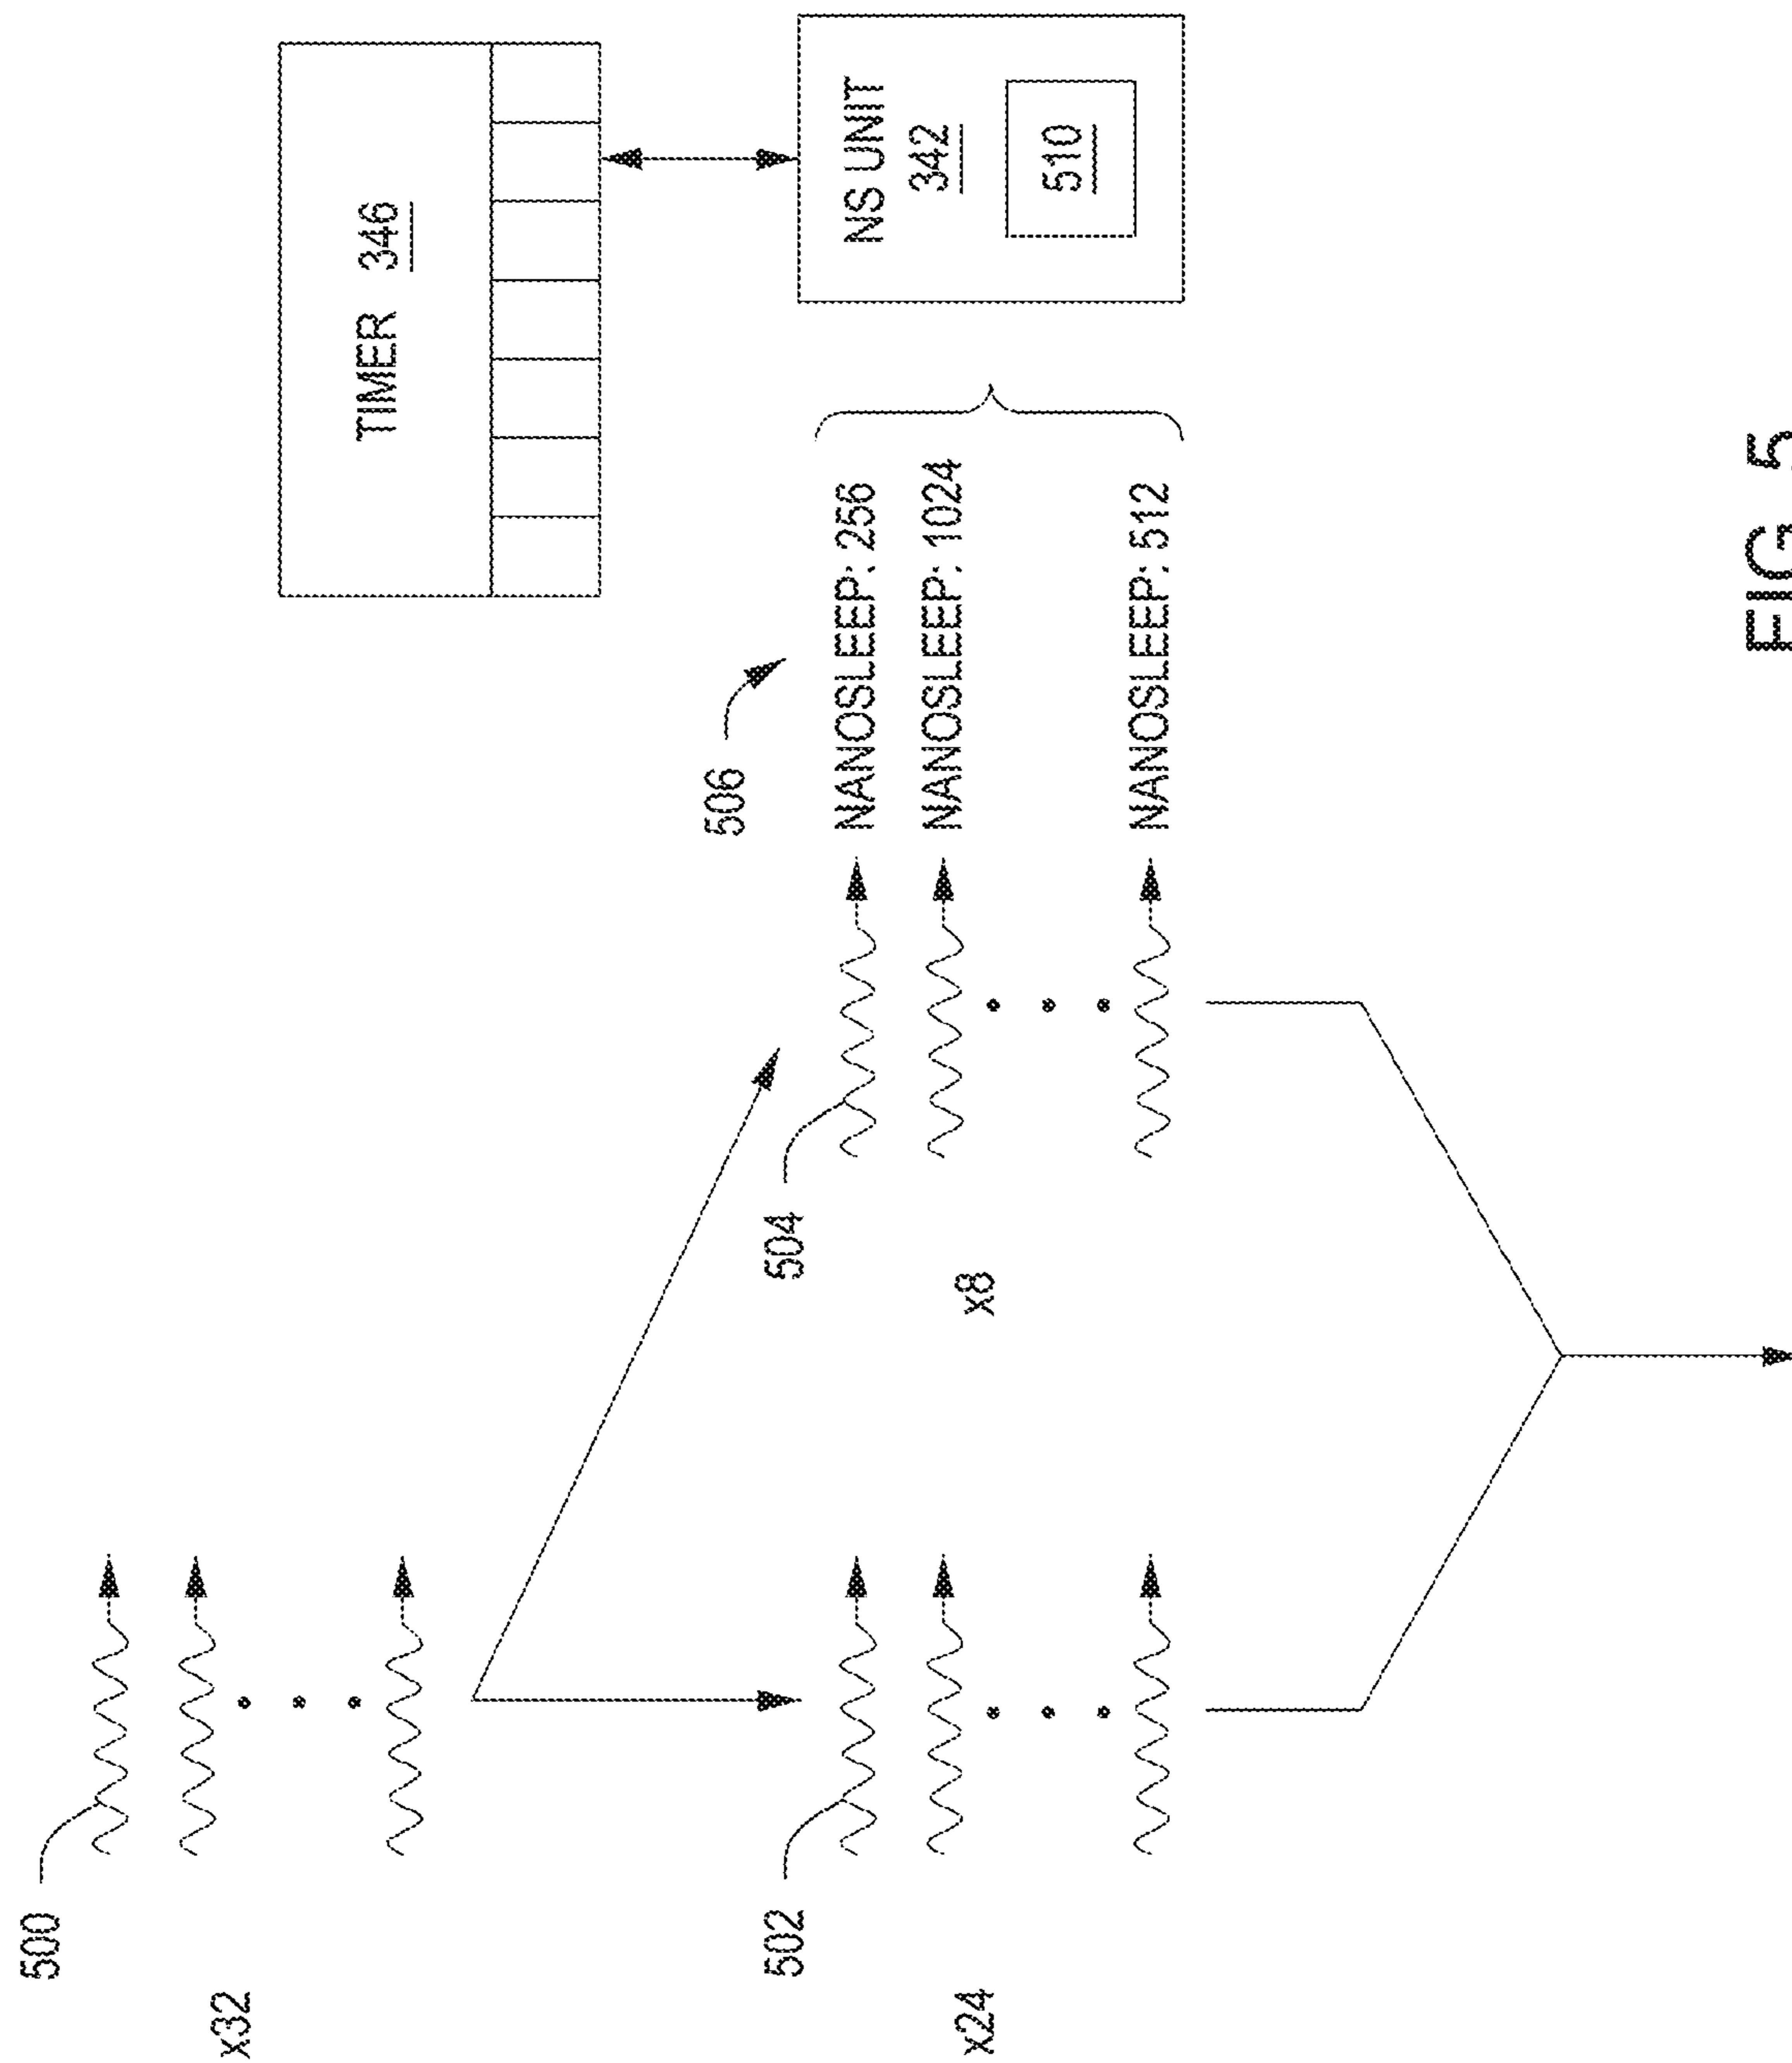 500
x32
TIMER 346
506
504
502
NANOSLEEP: 256
NANOSLEEP: 1024
NANOSLEEP: 512
NS UNIT
342
510
x8
x24
FIG. 5